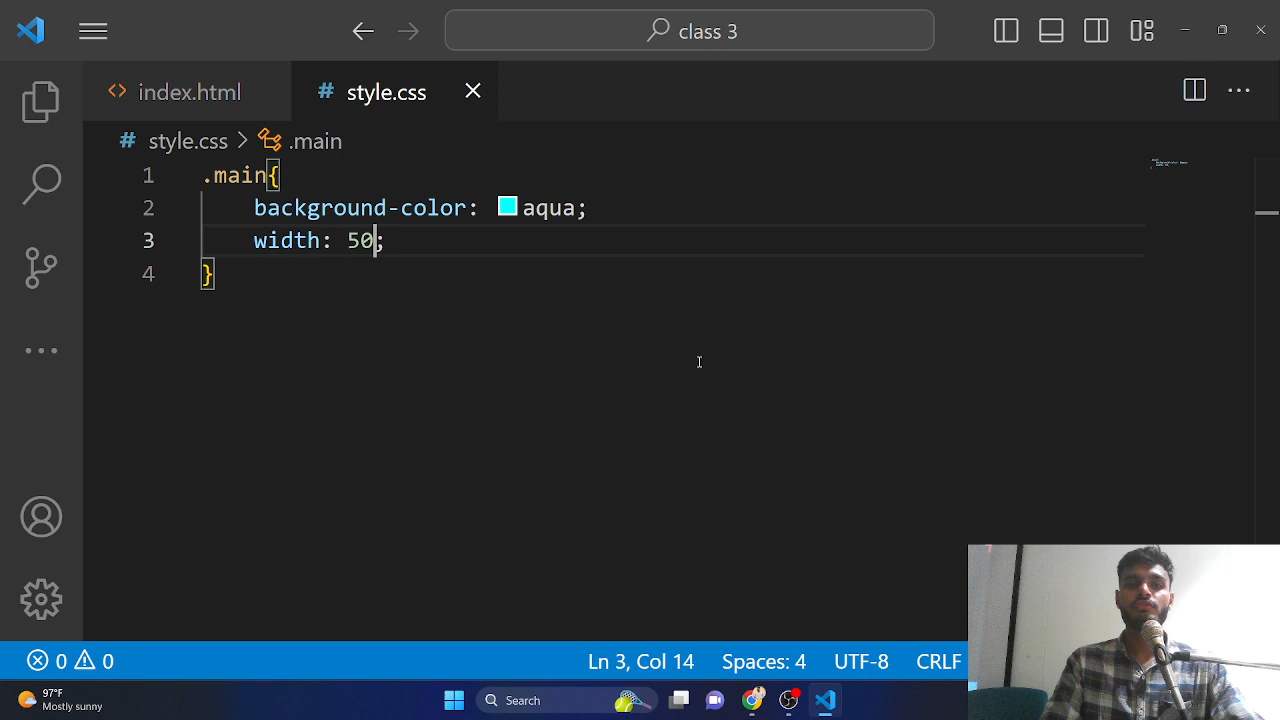 class 3
index.html
# style.css
# style.css > .main
1 .main{
2 background-color: aqua;
3 width: 50;
4 }
0 0
Ln 3, Col 14 Spaces: 4 UTF-8 CRLF
97°F
Mostly sunny
Search